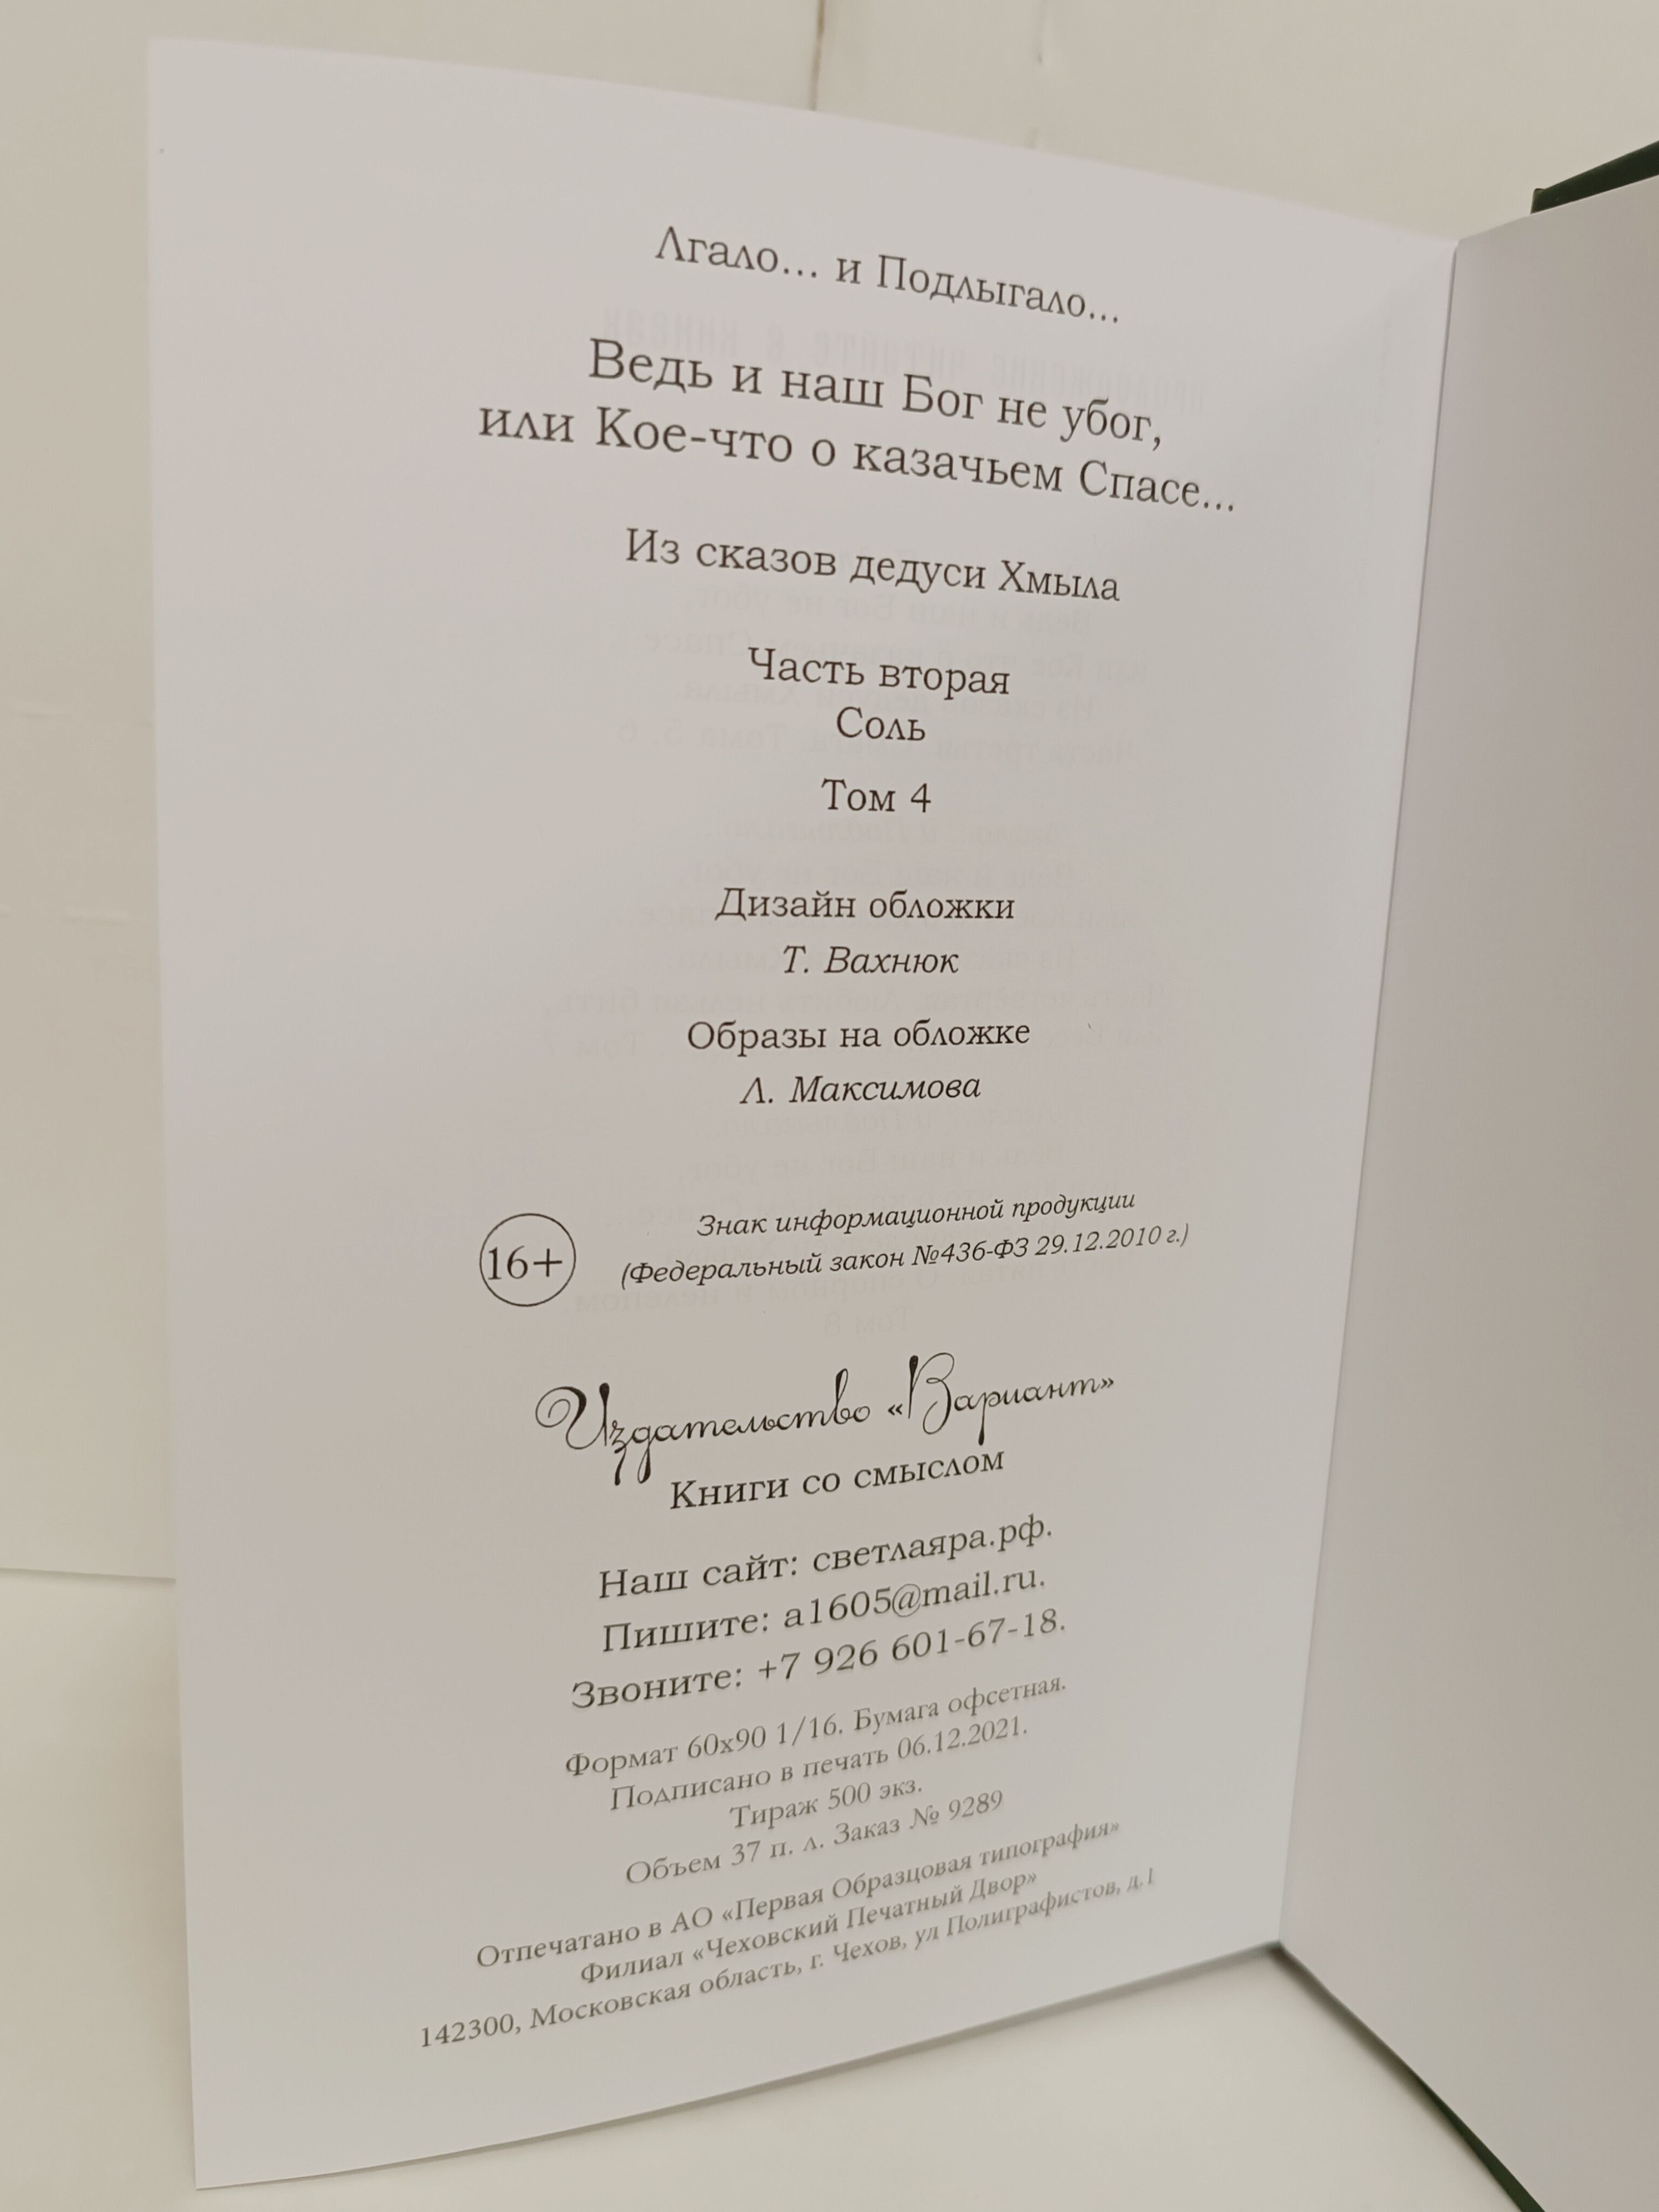 Лгало... и Подлыгало...
Ведь и наш Бог не убог,
или Кое-что о казачьем Спасе...
Из сказов дедуси Хмыла
Часть вторая
Соль
Том 4
Дизайн обложки
Т. Вахнюк
Образы на обложке
Л. Максимова
16+
Знак информационной продукции
(Федеральный закон №436-ФЗ 29.12.2010 г.)
Издательство «Вариант»
Книги со смыслом
Наш сайт: светлаяра.рф.
Пишите: a1605@mail.ru.
Звоните: +7 926 601-67-18.
Формат 60x90 1/16. Бумага офсетная.
Подписано в печать 06.12.2021.
Тираж 500 экз.
Объем 37 п. л. Заказ № 9289
Отпечатано в АО «Первая Образцовая типография»
Филиал «Чеховский Печатный Двор»
142300, Московская область, г. Чехов, ул Полиграфистов, д.1